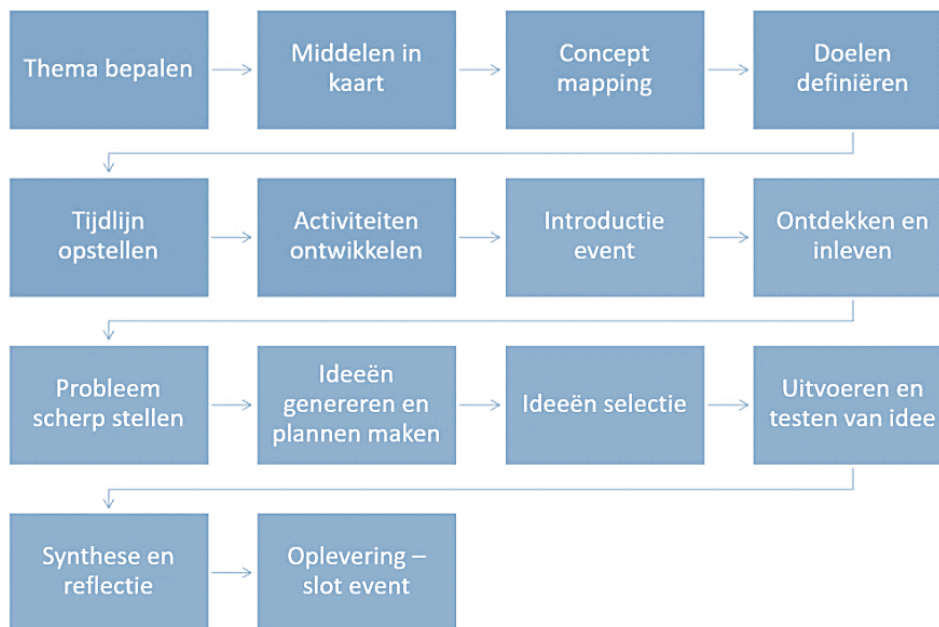 Thema bepalen
Middelen in
kaart
Concept
mapping
Doelen
definiëren
Tijdlijn
opstellen
Activiteiten
ontwikkelen
Introductie
event
Ontdekken en
inleven
Probleem
scherp stellen
Ideeën
genereren en
plannen maken
Ideeën selectie
Uitvoeren en
testen van idee
Synthese en
reflectie
Oplevering –
slot event